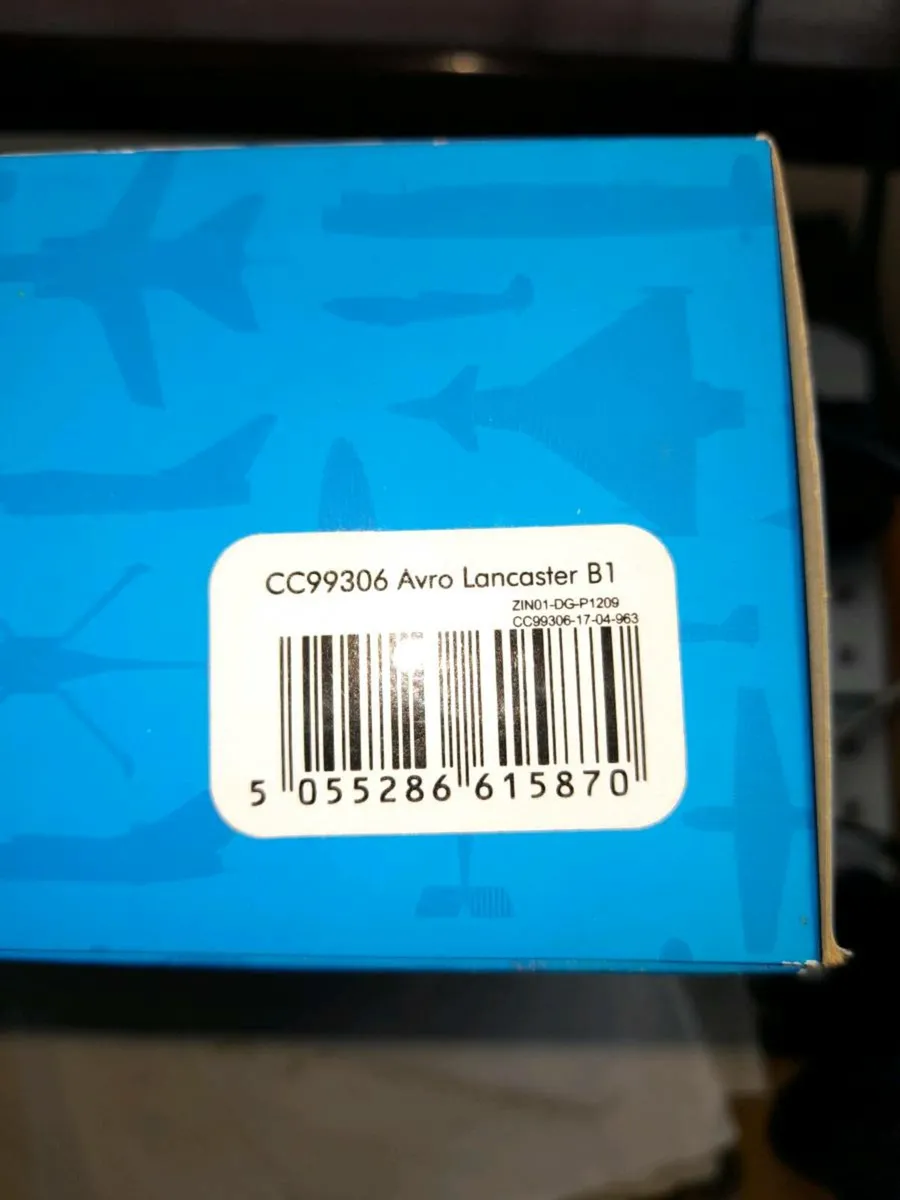 CC99306 Avro Lancaster B1
ZIN01-DG-P1209
CC99306-17-04-963
5 055286 615870